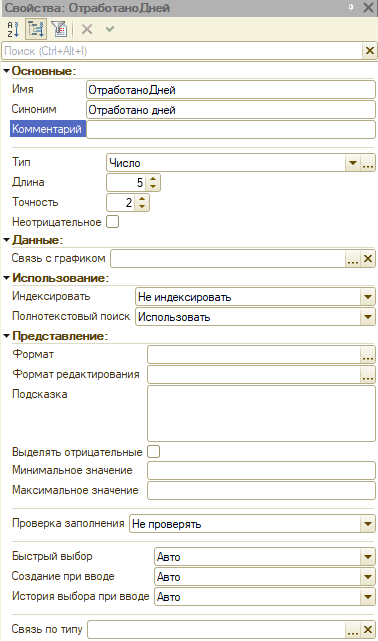 Свойства: ОтработаноДней
Поиск (Ctrl+Alt+I)
Основные:
Имя ОтработаноДней
Синоним Отработано дней
Комментарий
Тип Число
Длина 5
Точность 2
Неотрицательное
Данные:
Связь с графиком
Использование:
Индексировать Не индексировать
Полнотекстовый поиск Использовать
Представление:
Формат
Формат редактирования
Подсказка
Выделять отрицательные
Минимальное значение
Максимальное значение
Проверка заполнения Не проверять
Быстрый выбор Авто
Создание при вводе Авто
История выбора при вводе Авто
Связь по типу